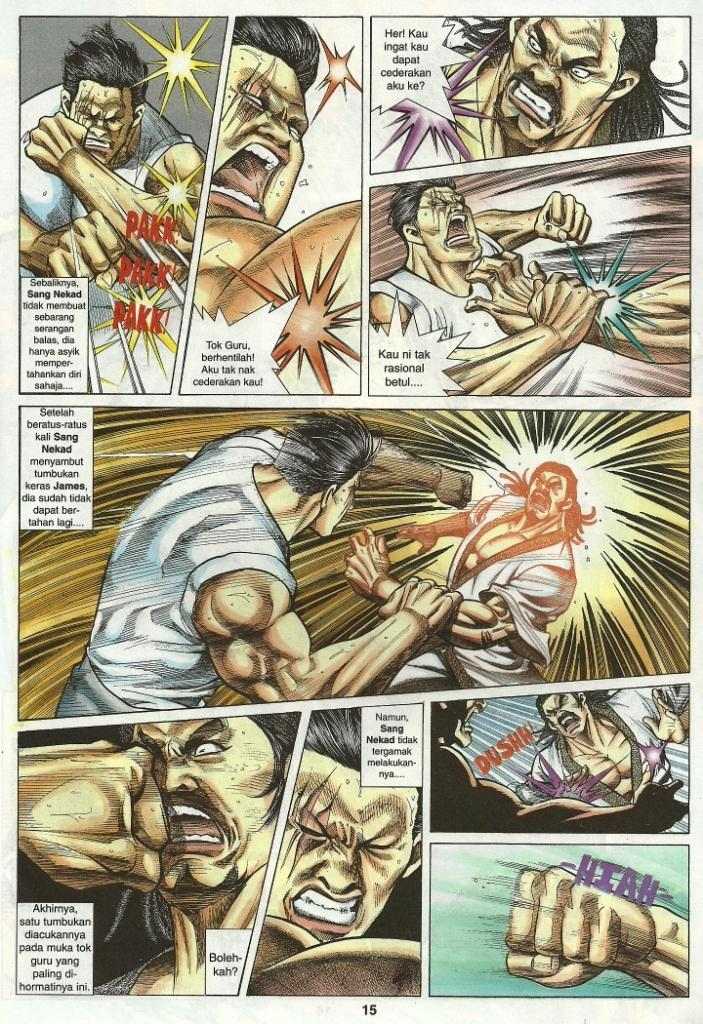 PAKK!
PAKK!
PAKK!
Sebaliknya,
Sang Nekad
tidak membuat
sebarang
serangan
balas, dia
hanya asyik
memper-
tahankan diri
sahaja....
Tok Guru,
berhentilah!
Aku tak nak
cederakan kau!
Her! Kau
ingat kau
dapat
cederakan
aku ke?
Kau ni tak
rasional
betul....
Setelah
beratus-ratus
kali Sang
Nekad
menyambut
tumbukan
keras James,
dia sudah tidak
dapat ber-
tahan lagi....
Akhirnya,
satu tumbukan
diacukannya
pada muka tok
guru yang
paling di-
hormatinya ini.
Boleh-
kah?
Namun,
Sang
Nekad tidak
tergamak
melakukan-
nya....
DUSHH
HIAH
15